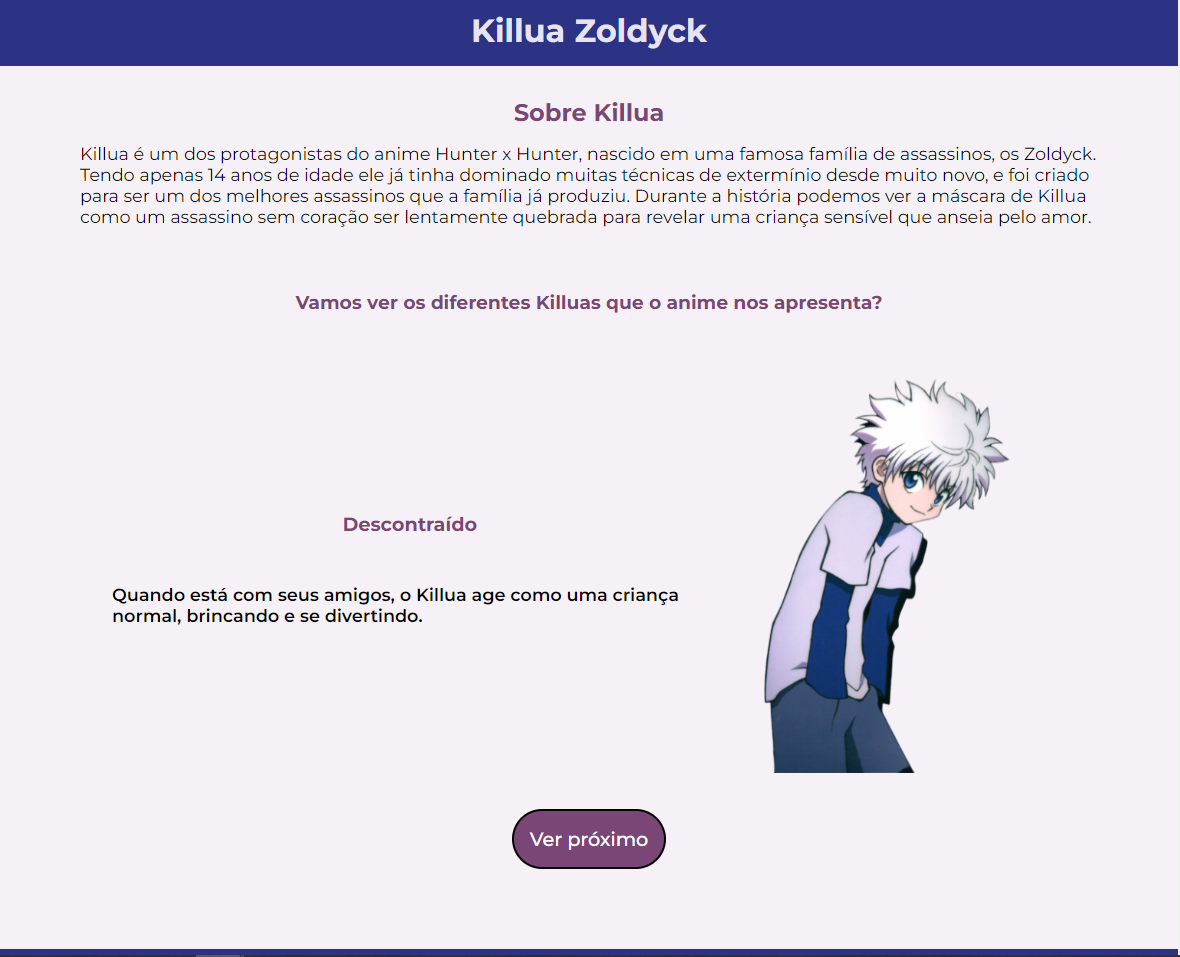 Killua Zoldyck
Sobre Killua
Killua é um dos protagonistas do anime Hunter x Hunter, nascido em uma famosa família de assassinos, os Zoldyck.
Tendo apenas 14 anos de idade ele já tinha dominado muitas técnicas de extermínio desde muito novo, e foi criado
para ser um dos melhores assassinos que a família já produziu. Durante a história podemos ver a máscara de Killua
como um assassino sem coração ser lentamente quebrada para revelar uma criança sensível que anseia pelo amor.
Vamos ver os diferentes Killuas que o anime nos apresenta?
Descontraído
Quando está com seus amigos, o Killua age como uma criança
normal, brincando e se divertindo.
Ver próximo